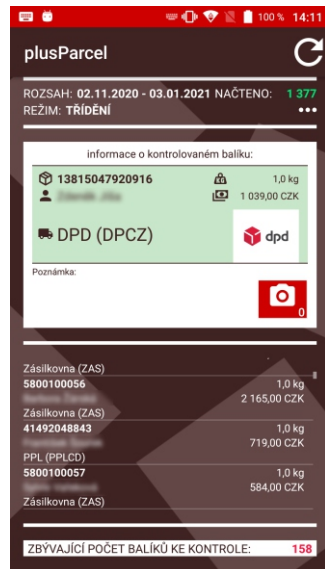 100 % 14:11
plusParcel
ROZSAH: 02.11.2020 - 03.01.2021 NAČTENO: 1 377
REŽIM: TŘÍDĚNÍ
informace o kontrolovaném balíku:
13815047920916 1,0 kg
1 039,00 CZK
DPD (DPCZ) dpd
Poznámka:
0
Zásilkovna (ZAS)
5800100056 1,0 kg
2 165,00 CZK
Zásilkovna (ZAS)
41492048843 1,0 kg
719,00 CZK
PPL (PPLCD)
5800100057 1,0 kg
584,00 CZK
Zásilkovna (ZAS)
ZBÝVAJÍCÍ POČET BALÍKŮ KE KONTROLE: 158